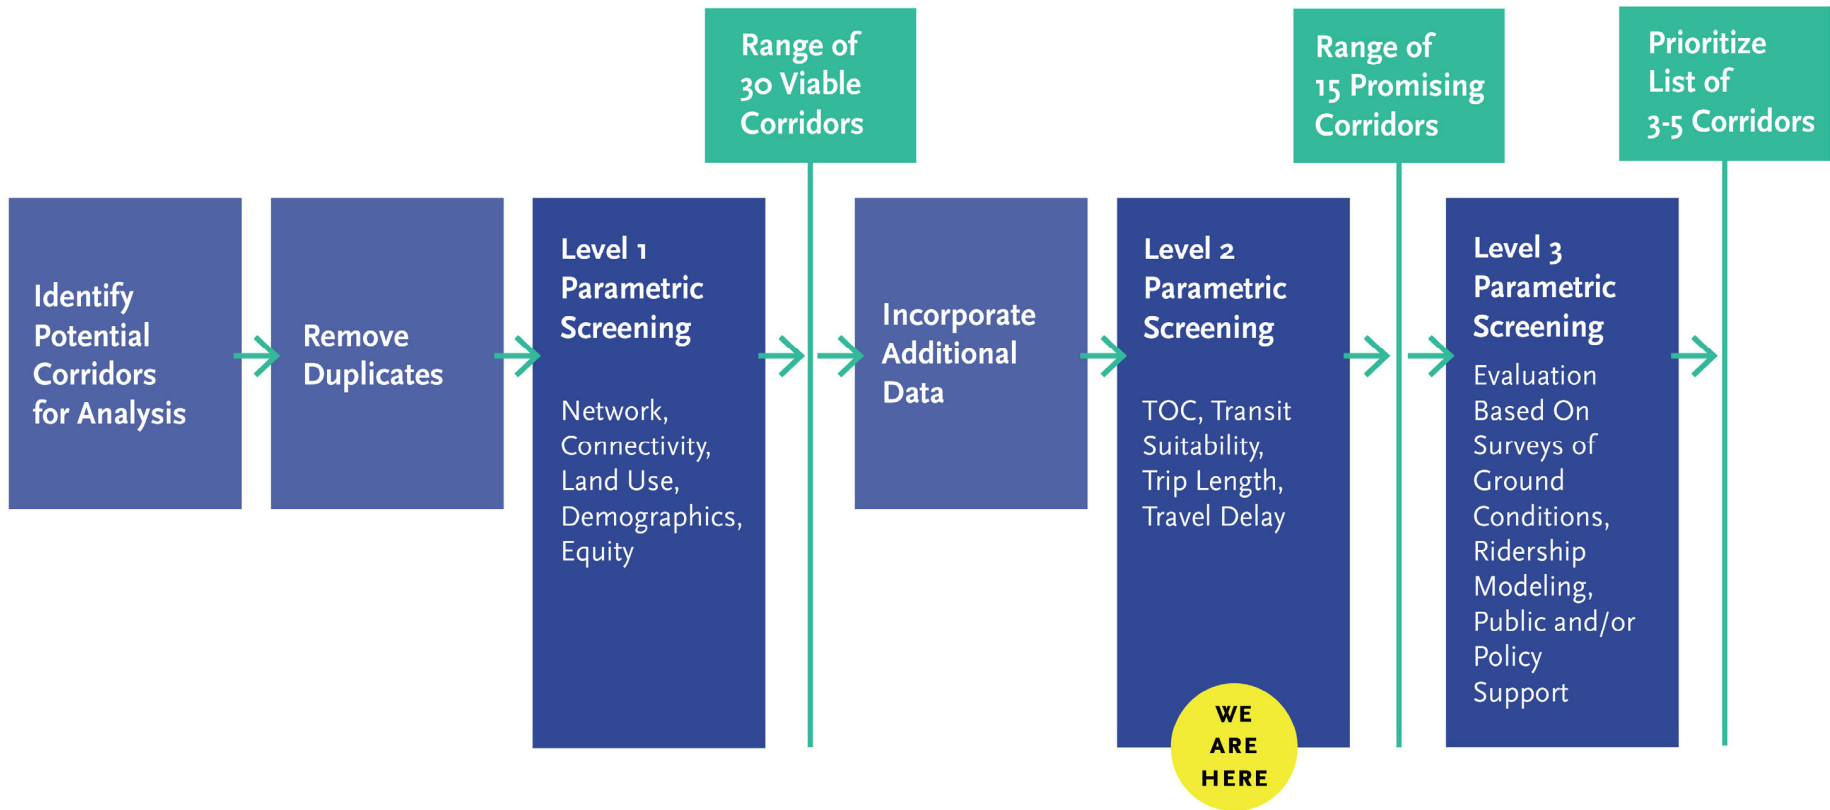 Range of
30 Viable
Corridors
Range of
15 Promising
Corridors
Prioritize
List of
3-5 Corridors
Identify
Potential
Corridors
for Analysis
Remove
Duplicates
Level 1
Parametric
Screening
Network,
Connectivity,
Land Use,
Demographics,
Equity
Incorporate
Additional
Data
Level 2
Parametric
Screening
TOC, Transit
Suitability,
Trip Length,
Travel Delay
WE
ARE
HERE
Level 3
Parametric
Screening
Evaluation
Based On
Surveys of
Ground
Conditions,
Ridership
Modeling,
Public and/or
Policy
Support